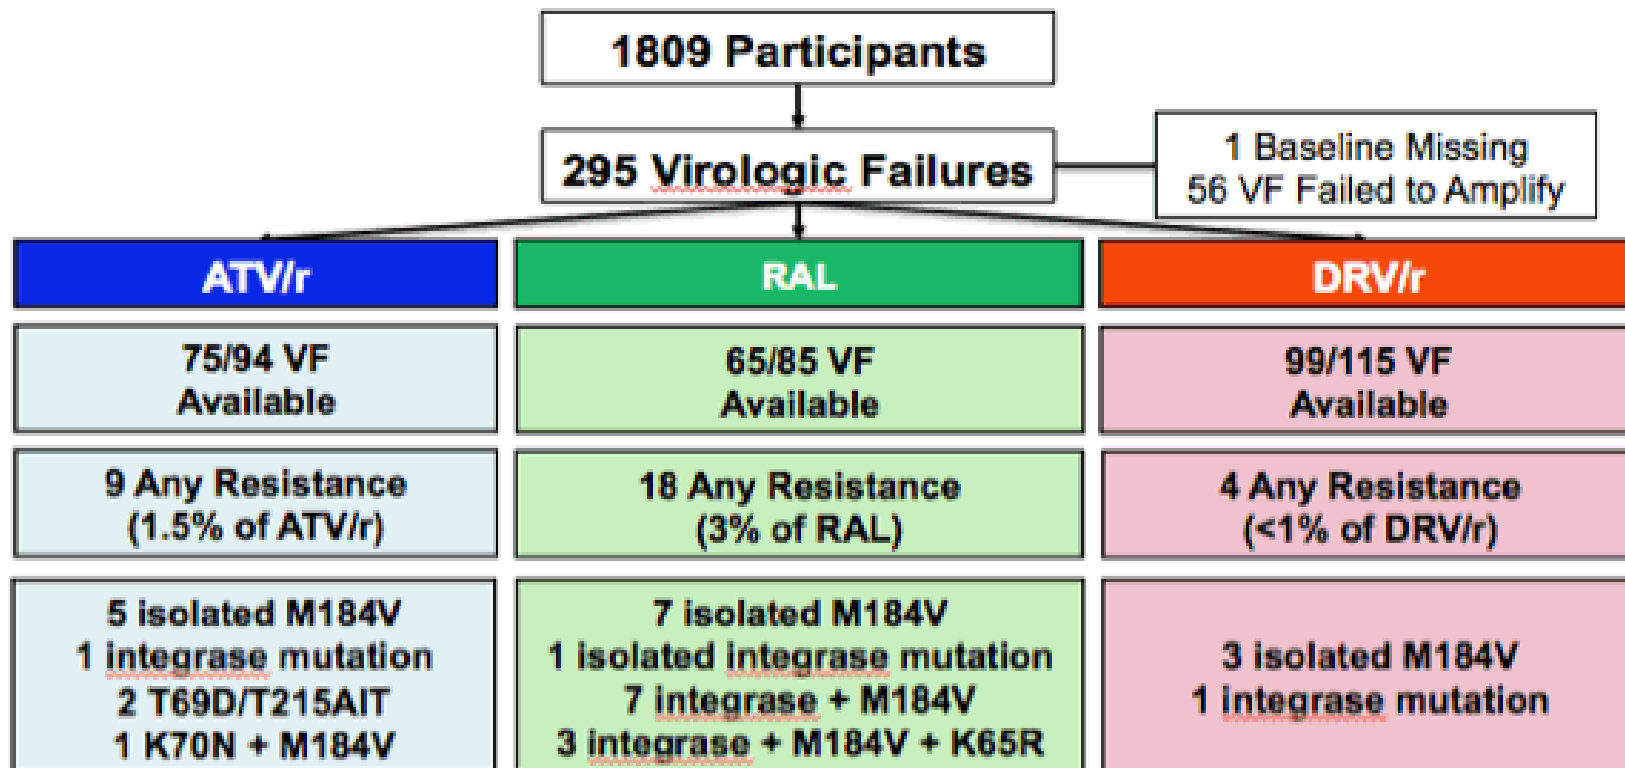 1809 Participants
295 Virologic Failures
1 Baseline Missing
56 VF Failed to Amplify
ATV/r
RAL
DRV/r
75/94 VF
Available
65/85 VF
Available
99/115 VF
Available
9 Any Resistance
(1.5% of ATV/r)
18 Any Resistance
(3% of RAL)
4 Any Resistance
(<1% of DRV/r)
5 isolated M184V
1 integrase mutation
2 T69D/T215AIT
1 K70N + M184V
7 isolated M184V
1 isolated integrase mutation
7 integrase + M184V
3 integrase + M184V + K65R
3 isolated M184V
1 integrase mutation